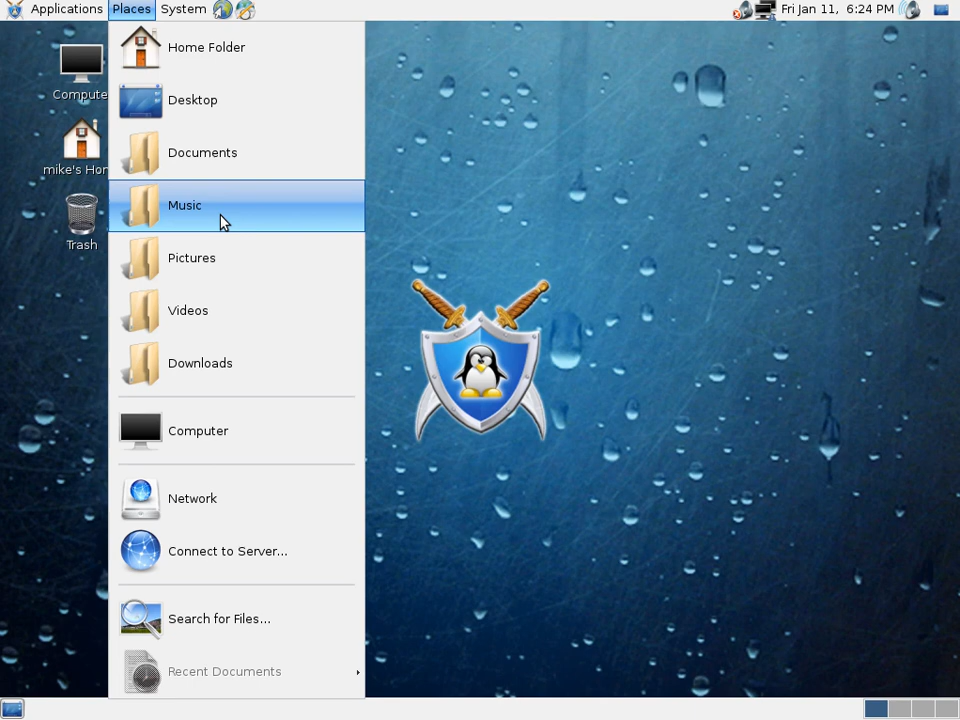 Applications Places System Fri Jan 11, 6:24 PM
Home Folder
Desktop
Documents
Music
Pictures
Videos
Downloads
Computer
Network
Connect to Server...
Search for Files...
Recent Documents
Compute
mike's Hor
Trash